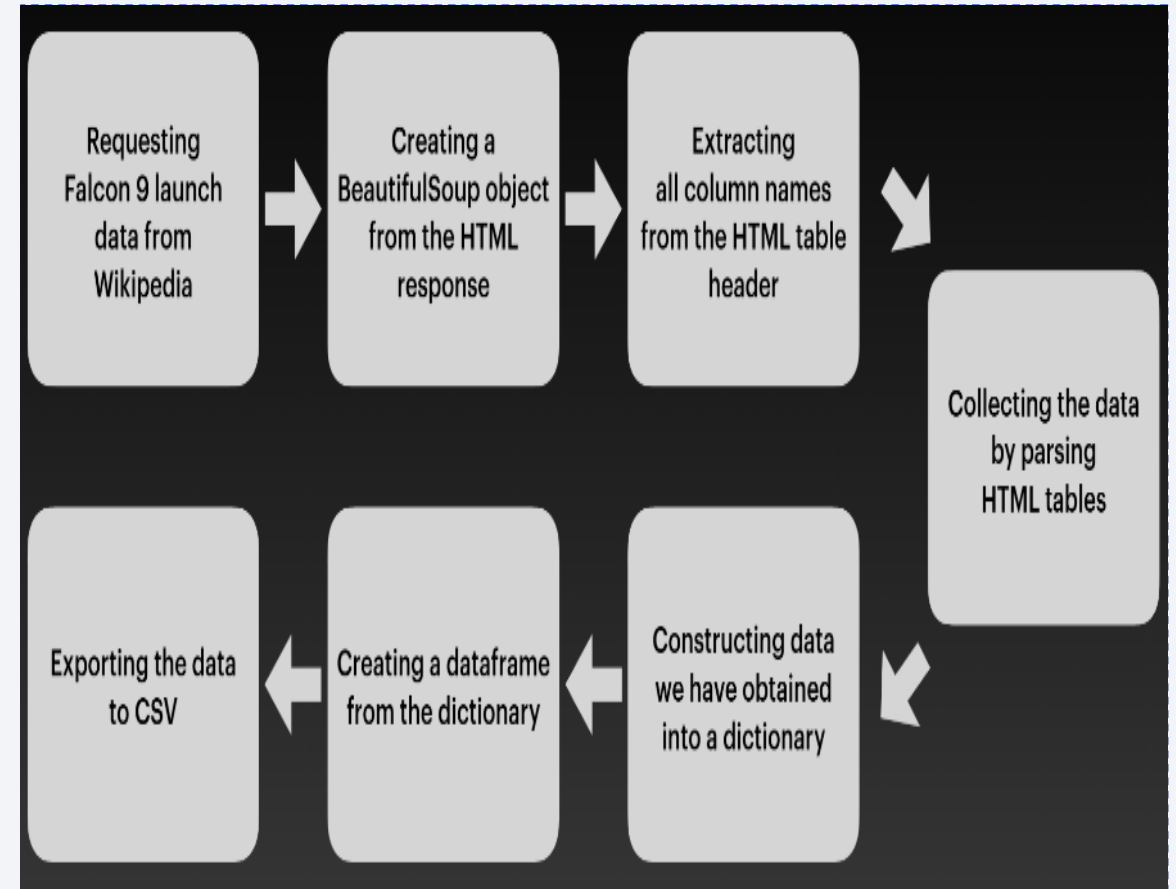 Requesting
Falcon 9 launch
data from
Wikipedia
Creating a
BeautifulSoup object
from the HTML
response
Extracting
all column names
from the HTML table
header
Collecting the data
by parsing
HTML tables
Constructing data
we have obtained
into a dictionary
Creating a dataframe
from the dictionary
Exporting the data
to CSV